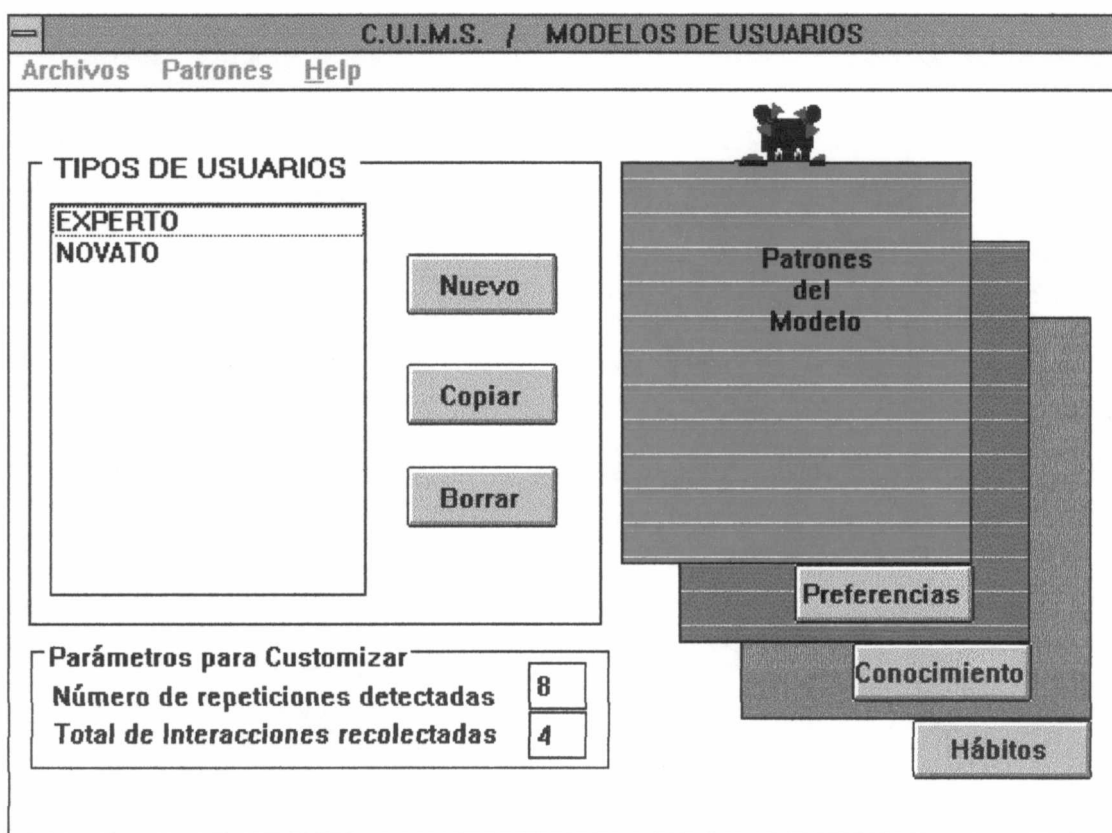 C.U.I.M.S. / MODELOS DE USUARIOS
Archivos Patrones Help
TIPOS DE USUARIOS
EXPERTO
NOVATO
Nuevo
Copiar
Borrar
Parámetros para Customizar
Número de repeticiones detectadas 8
Total de Interacciones recolectadas 4
Patrones
del
Modelo
Preferencias
Conocimiento
Hábitos